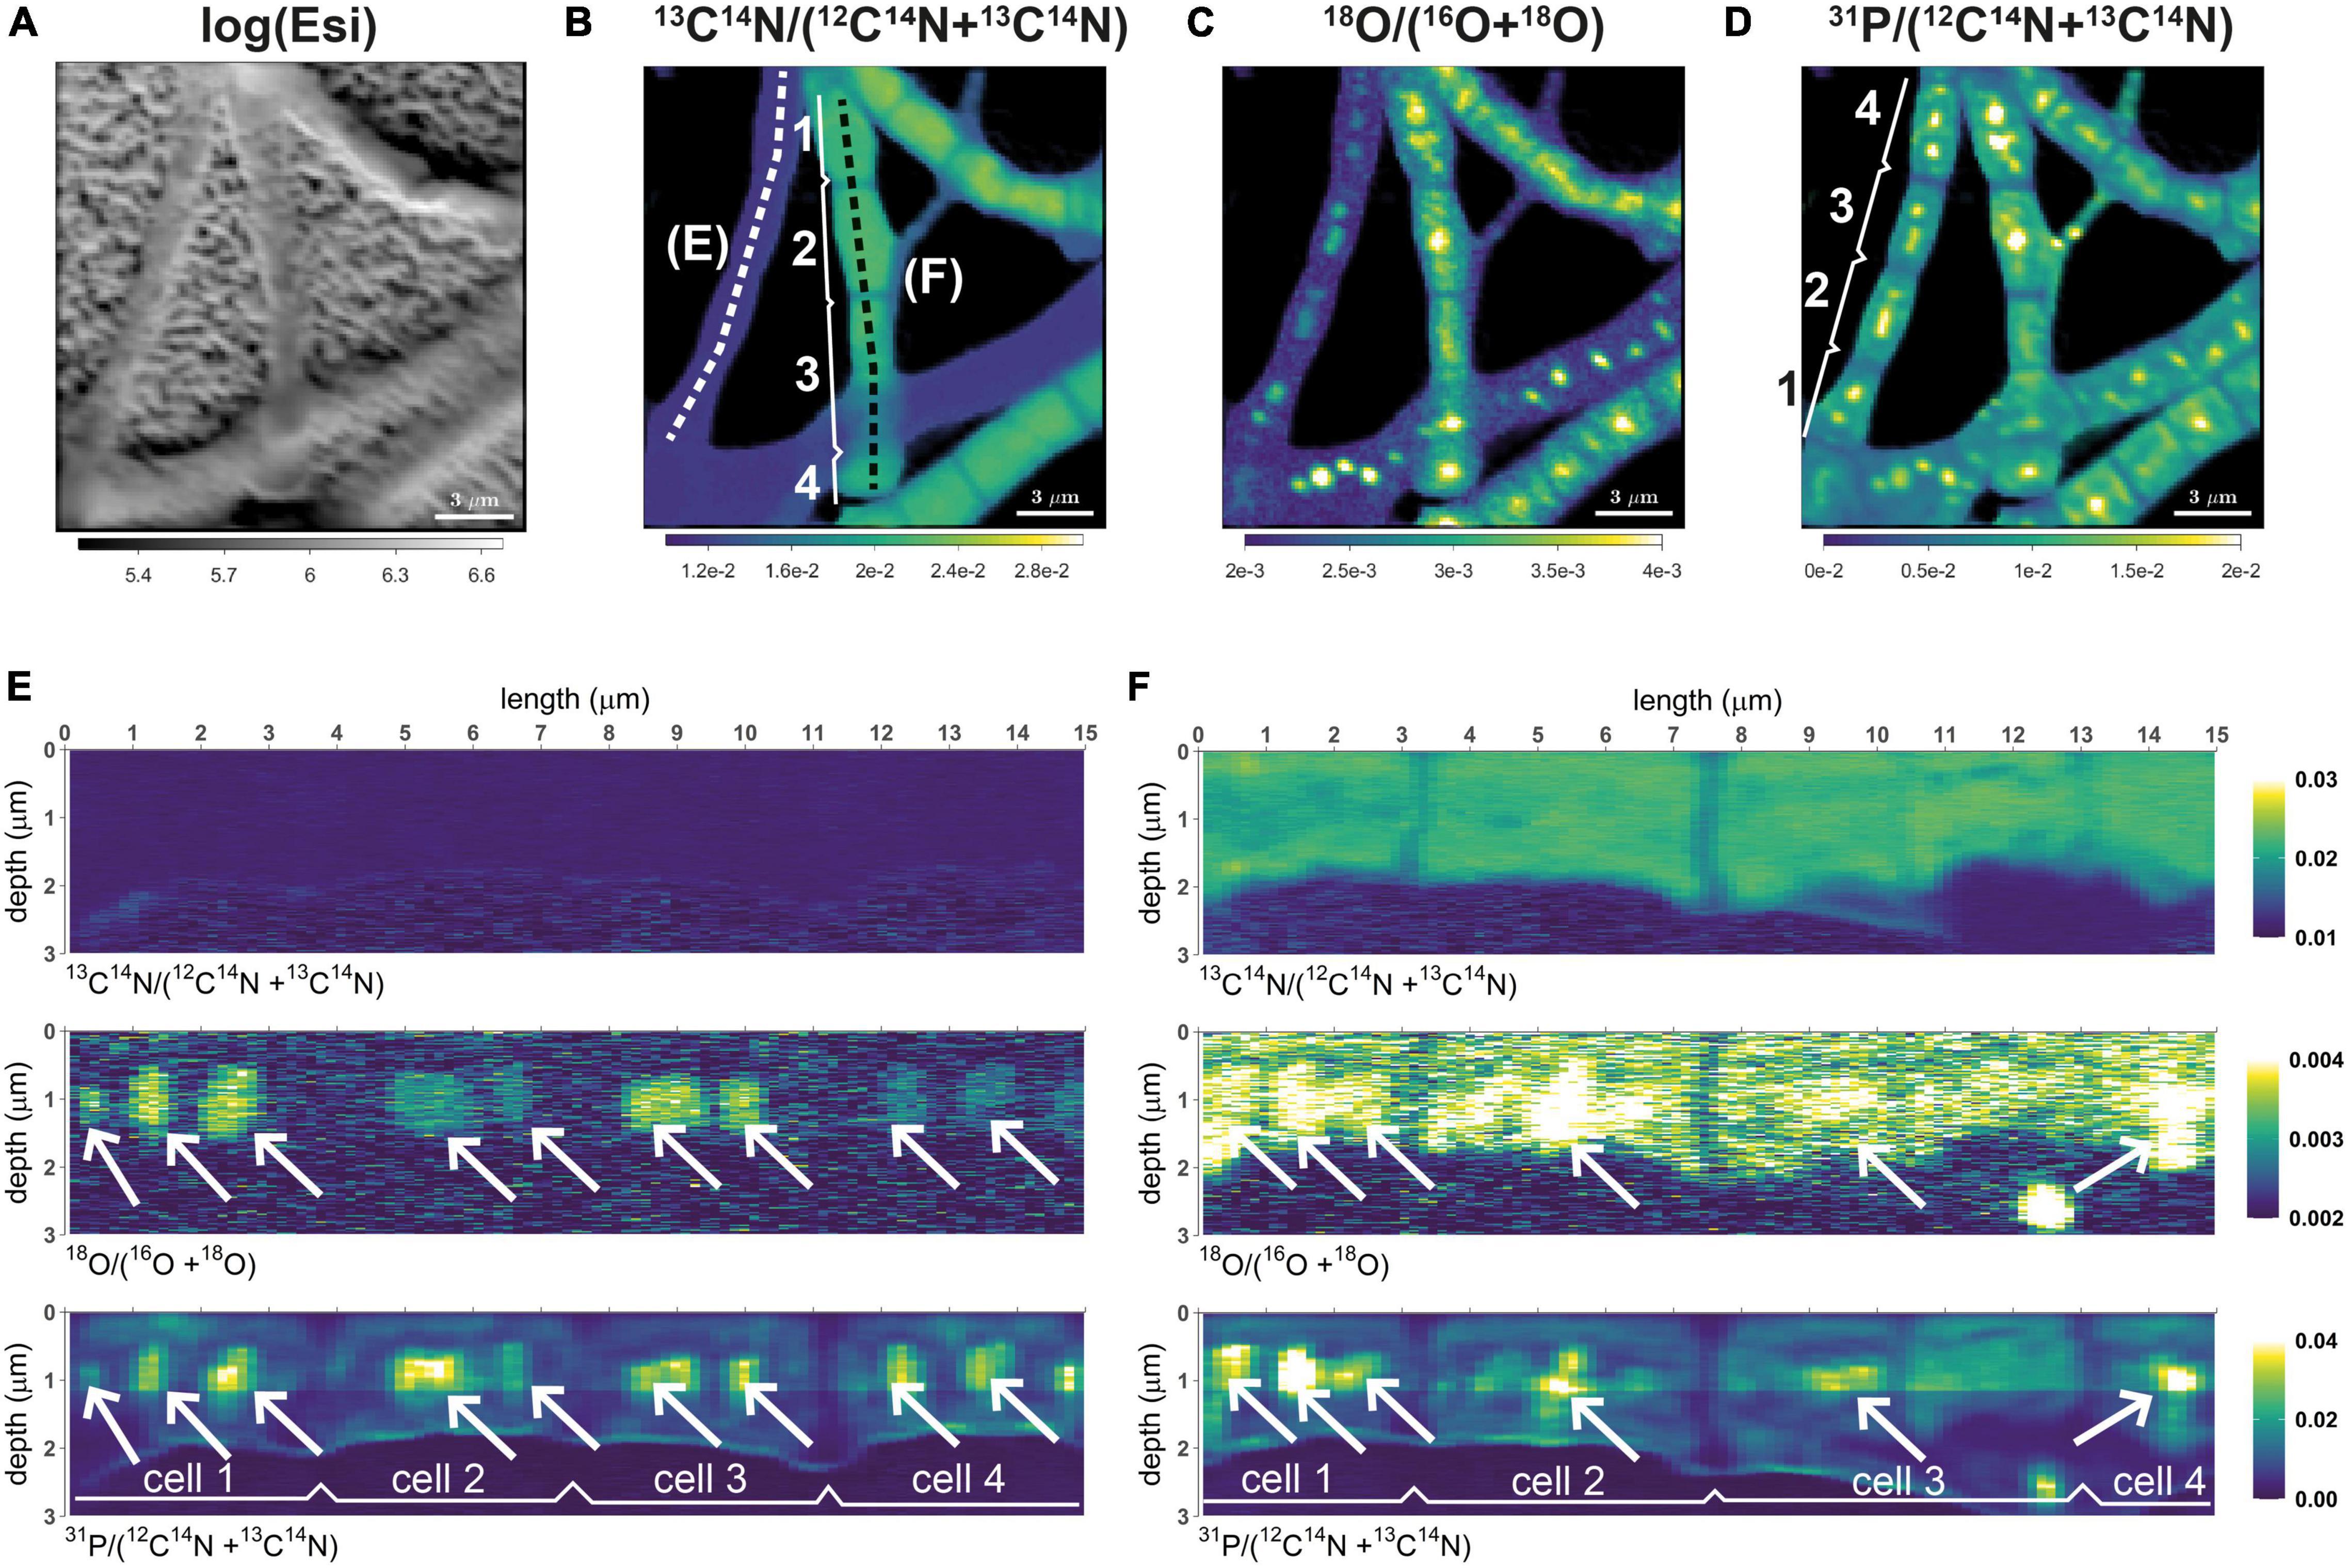 A log(Esi)
B ¹³C¹⁴N/(¹²C¹⁴N+¹³C¹⁴N)
C ¹⁸O/(¹⁶O+¹⁸O)
D ³¹P/(¹²C¹⁴N+¹³C¹⁴N)
3 μm
5.4 5.7 6 6.3 6.6
(E)
(F)
1
2
3
4
3 μm
1.2e-2 1.6e-2 2e-2 2.4e-2 2.8e-2
3 μm
2e-3 2.5e-3 3e-3 3.5e-3 4e-3
4
3
2
1
3 μm
0e-2 0.5e-2 1e-2 1.5e-2 2e-2
E
length (μm)
0 1 2 3 4 5 6 7 8 9 10 11 12 13 14 15
depth (μm)
0
1
2
3
¹³C¹⁴N/(¹²C¹⁴N +¹³C¹⁴N)
depth (μm)
0
1
2
3
¹⁸O/(¹⁶O +¹⁸O)
depth (μm)
0
1
2
3
cell 1 cell 2 cell 3 cell 4
³¹P/(¹²C¹⁴N +¹³C¹⁴N)
F
length (μm)
0 1 2 3 4 5 6 7 8 9 10 11 12 13 14 15
depth (μm)
0
1
2
3
0.03
0.02
0.01
¹³C¹⁴N/(¹²C¹⁴N +¹³C¹⁴N)
depth (μm)
0
1
2
3
0.004
0.003
0.002
¹⁸O/(¹⁶O +¹⁸O)
depth (μm)
0
1
2
3
0.04
0.02
0.00
cell 1 cell 2 cell 3 cell 4
³¹P/(¹²C¹⁴N +¹³C¹⁴N)